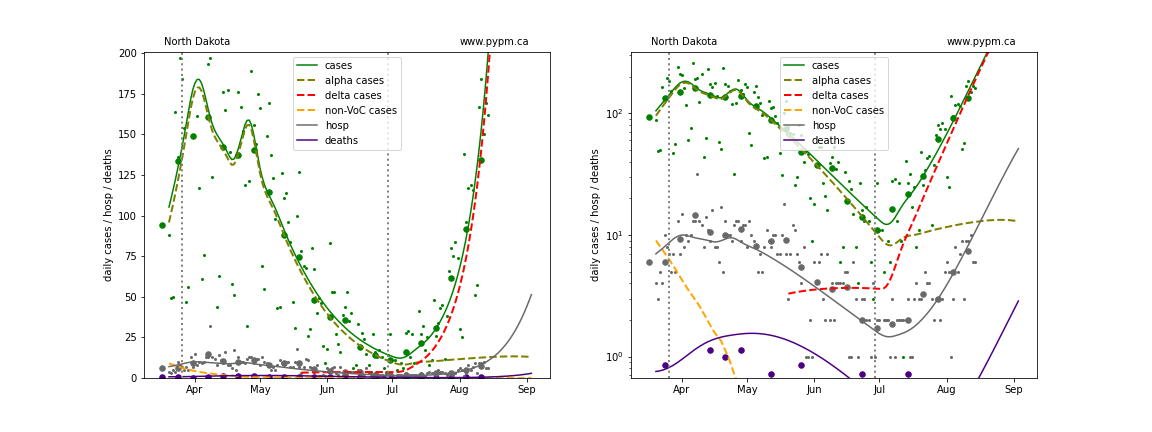 North Dakota www.pypm.ca
daily cases / hosp / deaths
200
175
150
125
100
75
50
25
0
cases
alpha cases
delta cases
non-VoC cases
hosp
deaths
Apr May Jun Jul Aug Sep
North Dakota www.pypm.ca
daily cases / hosp / deaths
10²
10¹
10⁰
cases
alpha cases
delta cases
non-VoC cases
hosp
deaths
Apr May Jun Jul Aug Sep